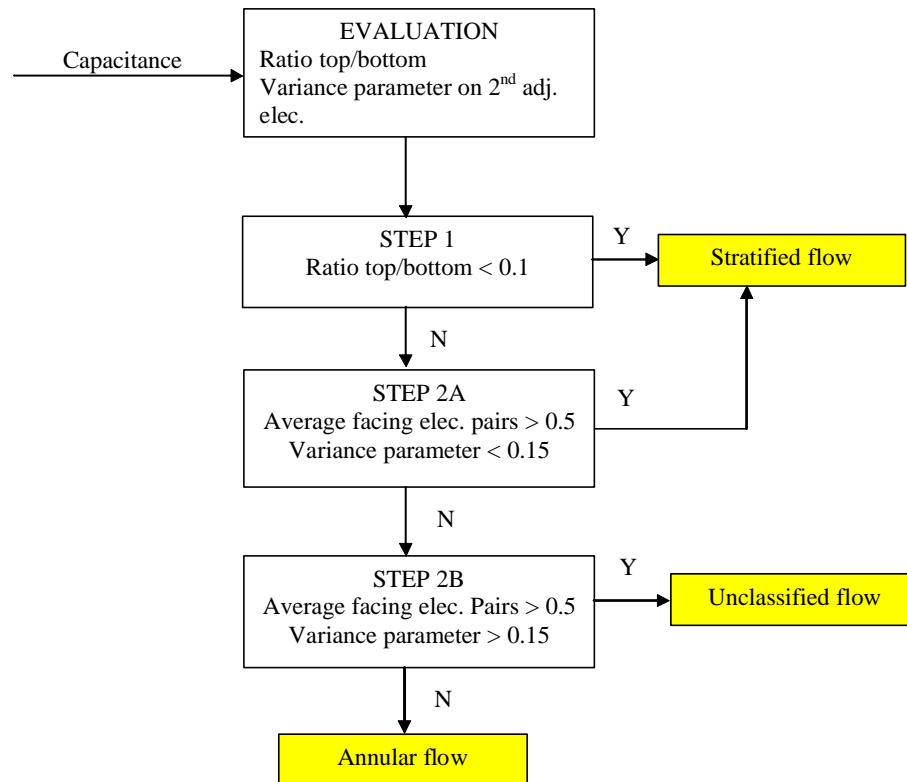 EVALUATION
Capacitance
Ratio top/bottom
Variance parameter on 2nd adj.
elec.
STEP 1
Ratio top/bottom < 0.1
Y
Stratified flow
N
STEP 2A
Average facing elec. pairs > 0.5
Variance parameter < 0.15
Y
N
STEP 2B
Average facing elec. Pairs > 0.5
Variance parameter > 0.15
Y
Unclassified flow
N
Annular flow